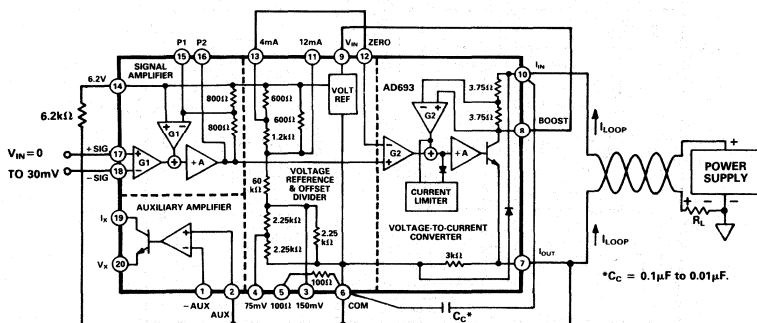 P1 P2 4mA 12mA VIN ZERO
15 16 13 11 9 12
SIGNAL AMPLIFIER
6.2V 14
6.2kΩ
VIN=0
TO 30mV
+SIG 17
−SIG 18
G1
G1
+A
800Ω
800Ω
600Ω
600Ω
1.2kΩ
VOLT REF
60 kΩ
VOLTAGE REFERENCE & OFFSET DIVIDER
2.25kΩ
2.25kΩ
2.25 kΩ
100Ω
AUXILIARY AMPLIFIER
IX 19
VX 20
1 2 4 5 3 6
−AUX
AUX
75mV 100Ω 150mV COM
CC*
AD693
G2
G2
+A
3.75Ω
3.75Ω
CURRENT LIMITER
VOLTAGE-TO-CURRENT CONVERTER
3kΩ
IIN
10
8 BOOST
IOUT
7
ILOOP
ILOOP
POWER SUPPLY
+
−
+ −
RL
*CC = 0.1µF to 0.01µF.